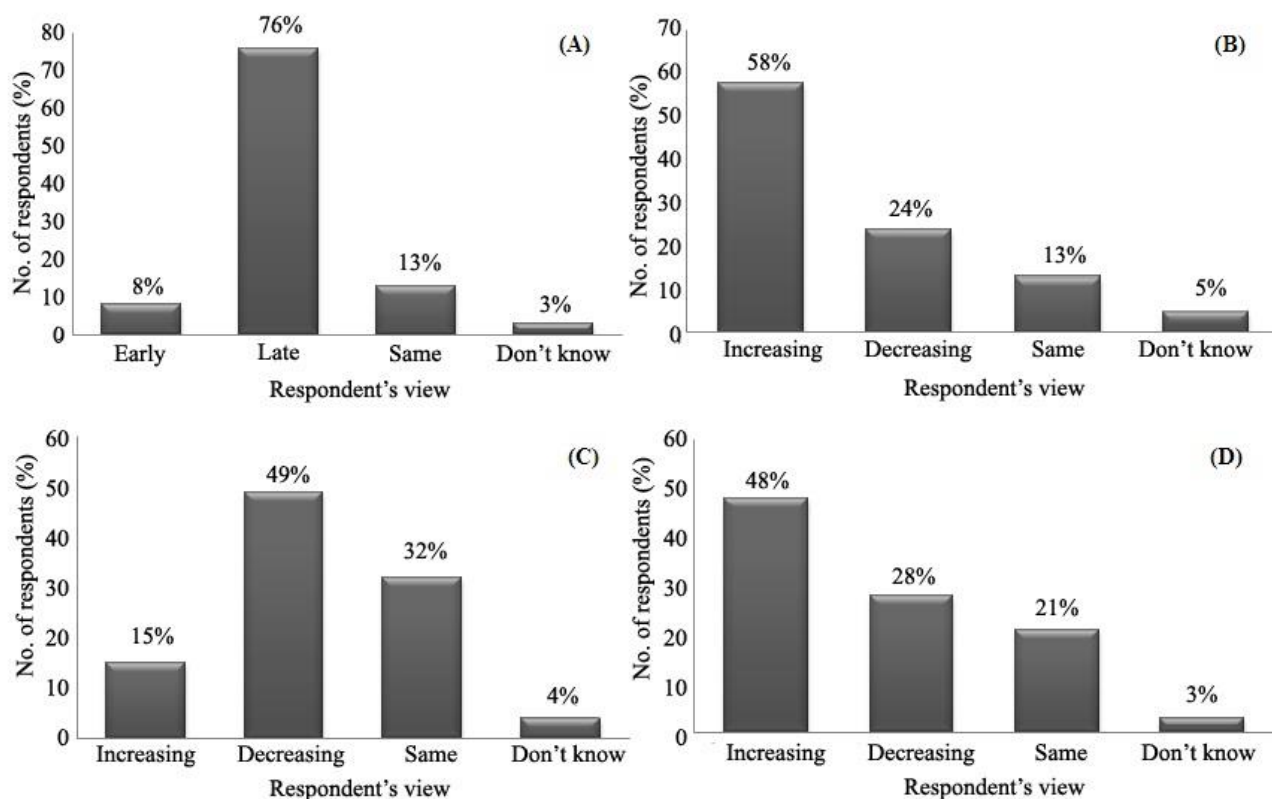 (A)
No. of respondents (%)
80
70
60
50
40
30
20
10
0
8%
76%
13%
3%
Early
Late
Same
Don’t know
Respondent’s view
(B)
No. of respondents (%)
70
60
50
40
30
20
10
0
58%
24%
13%
5%
Increasing
Decreasing
Same
Don’t know
Respondent’s view
(C)
No. of respondents (%)
60
50
40
30
20
10
0
15%
49%
32%
4%
Increasing
Decreasing
Same
Don’t know
Respondent’s view
(D)
No. of respondents (%)
60
50
40
30
20
10
0
48%
28%
21%
3%
Increasing
Decreasing
Same
Don’t know
Respondent’s view